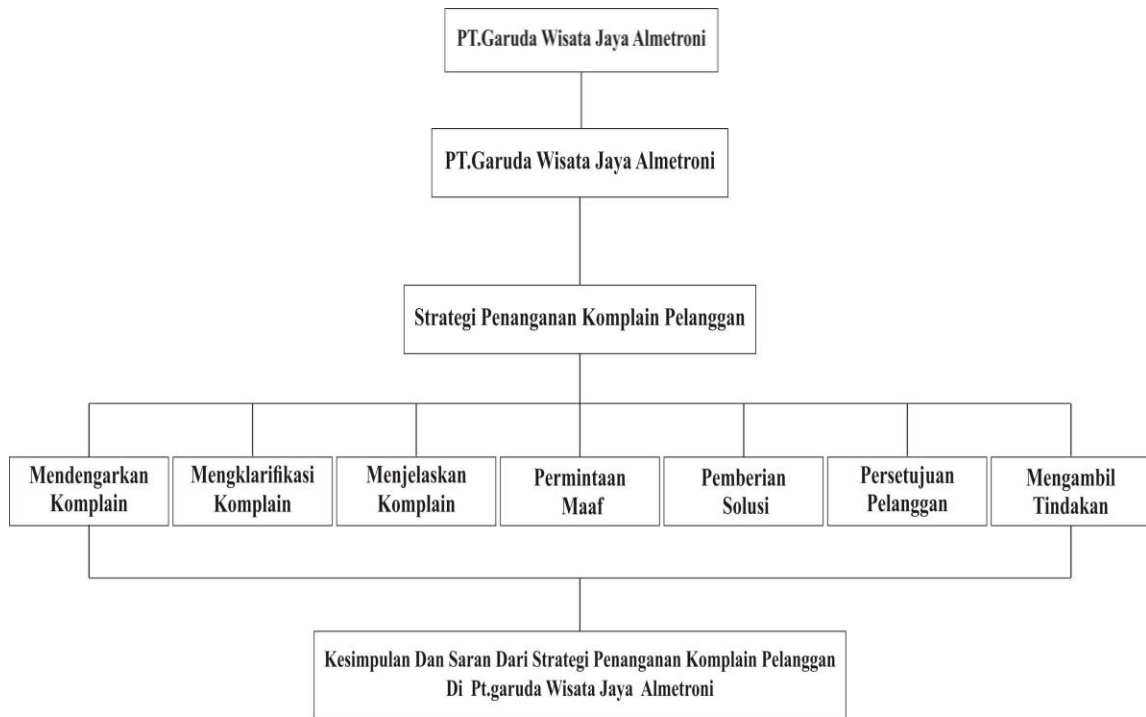 PT.Garuda Wisata Jaya Almetroni
PT.Garuda Wisata Jaya Almetroni
Strategi Penanganan Komplain Pelanggan
Mendengarkan
Komplain
Mengklarifikasi
Komplain
Menjelaskan
Komplain
Permintaan
Maaf
Pemberian
Solusi
Persetujuan
Pelanggan
Mengambil
Tindakan
Kesimpulan Dan Saran Dari Strategi Penanganan Komplain Pelanggan
Di Pt.garuda Wisata Jaya Almetroni